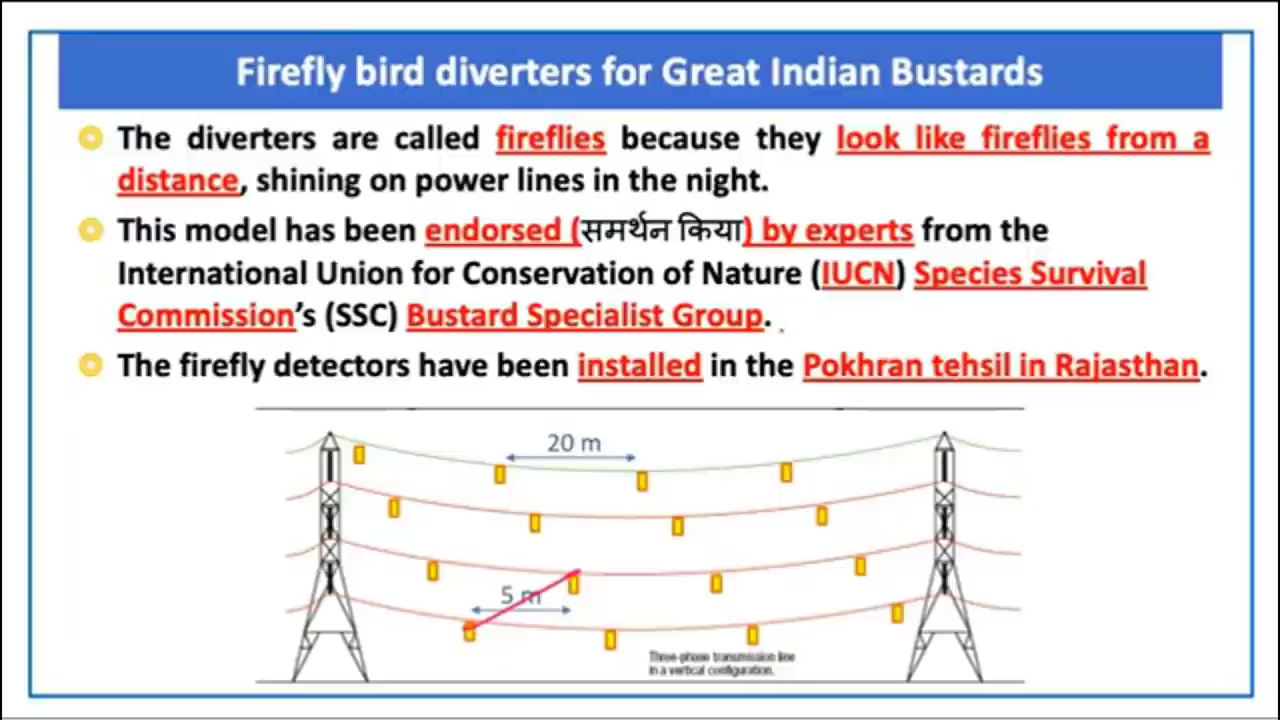 Firefly bird diverters for Great Indian Bustards
The diverters are called fireflies because they look like fireflies from a
distance, shining on power lines in the night.
This model has been endorsed (समर्थन किया) by experts from the
International Union for Conservation of Nature (IUCN) Species Survival
Commission's (SSC) Bustard Specialist Group.
The firefly detectors have been installed in the Pokhran tehsil in Rajasthan.
20 m
5 m
Three-phase transmission line
in a vertical configuration.